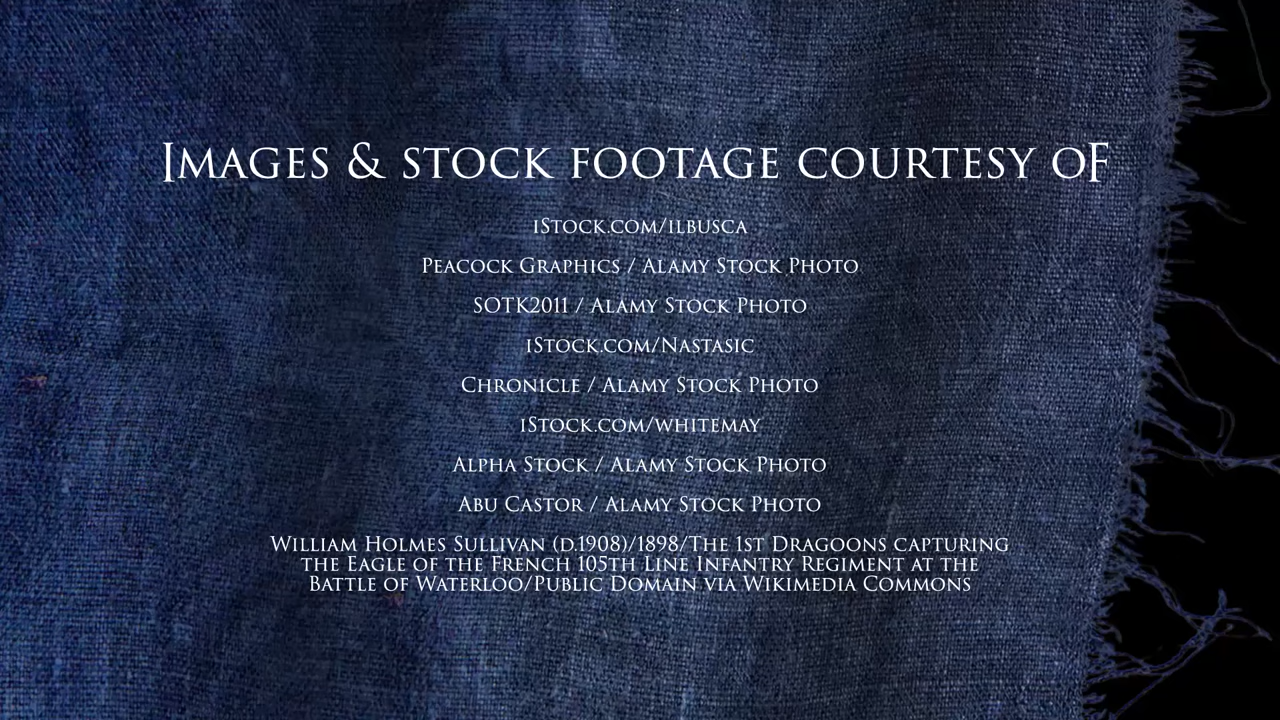 Images & stock footage courtesy oF
iStock.com/ilbusca
Peacock Graphics / Alamy Stock Photo
SOTK2011 / Alamy Stock Photo
iStock.com/Nastasic
Chronicle / Alamy Stock Photo
iStock.com/whitemay
Alpha Stock / Alamy Stock Photo
Abu Castor / Alamy Stock Photo
William Holmes Sullivan (d.1908)/1898/The 1st Dragoons capturing
the Eagle of the French 105th Line Infantry Regiment at the
Battle of Waterloo/Public Domain via Wikimedia Commons